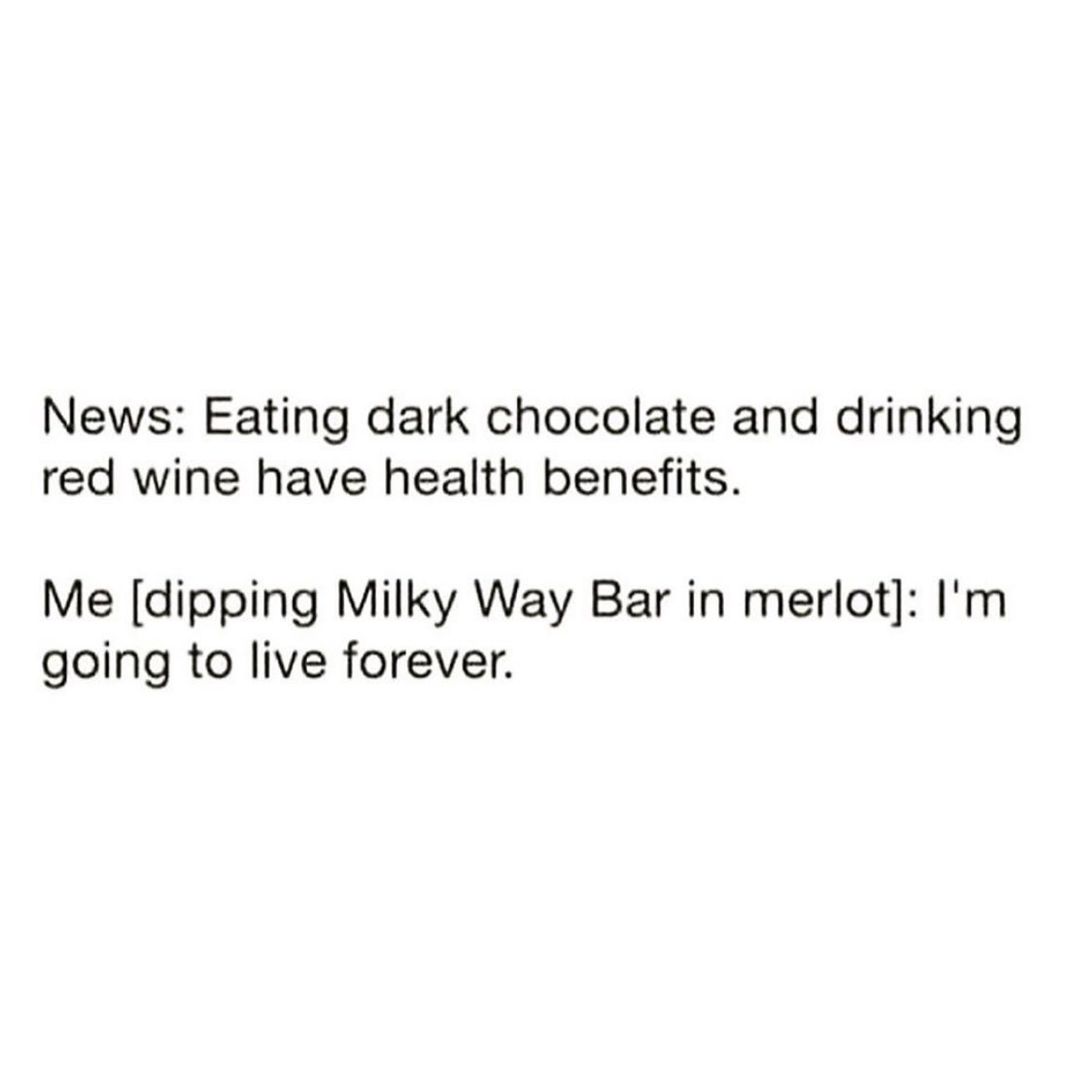 News: Eating dark chocolate and drinking
red wine have health benefits.
Me [dipping Milky Way Bar in merlot]: I'm
going to live forever.